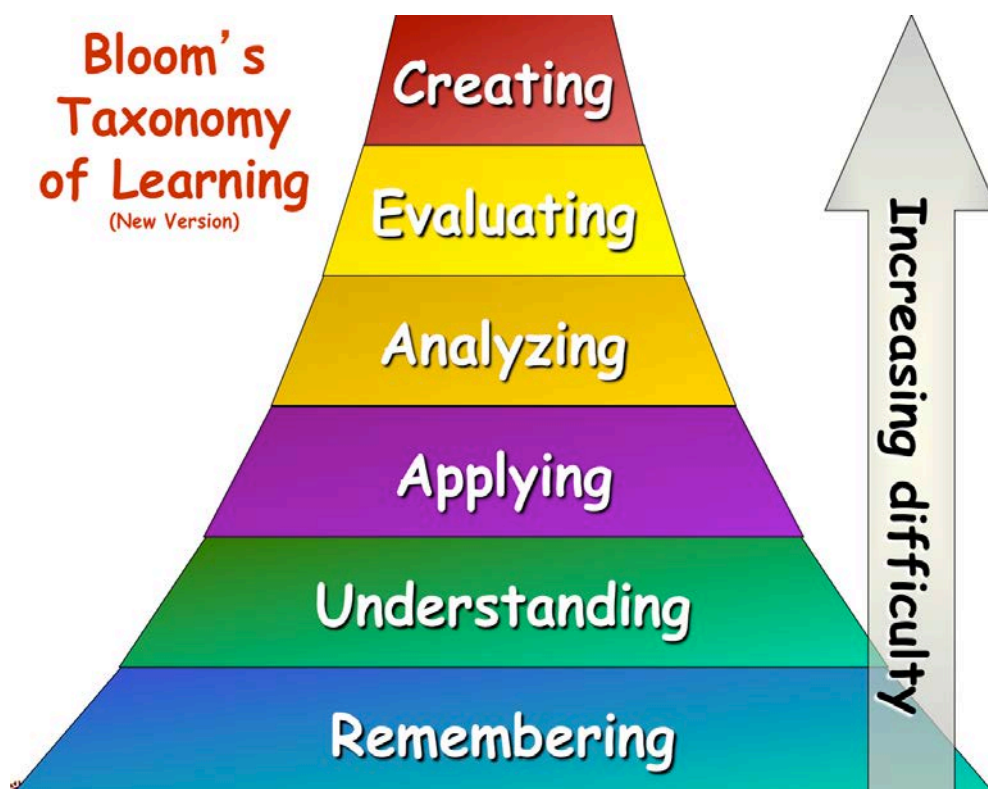 Bloom's
Taxonomy
of Learning
(New Version)
Creating
Evaluating
Analyzing
Applying
Understanding
Remembering
Increasing difficulty